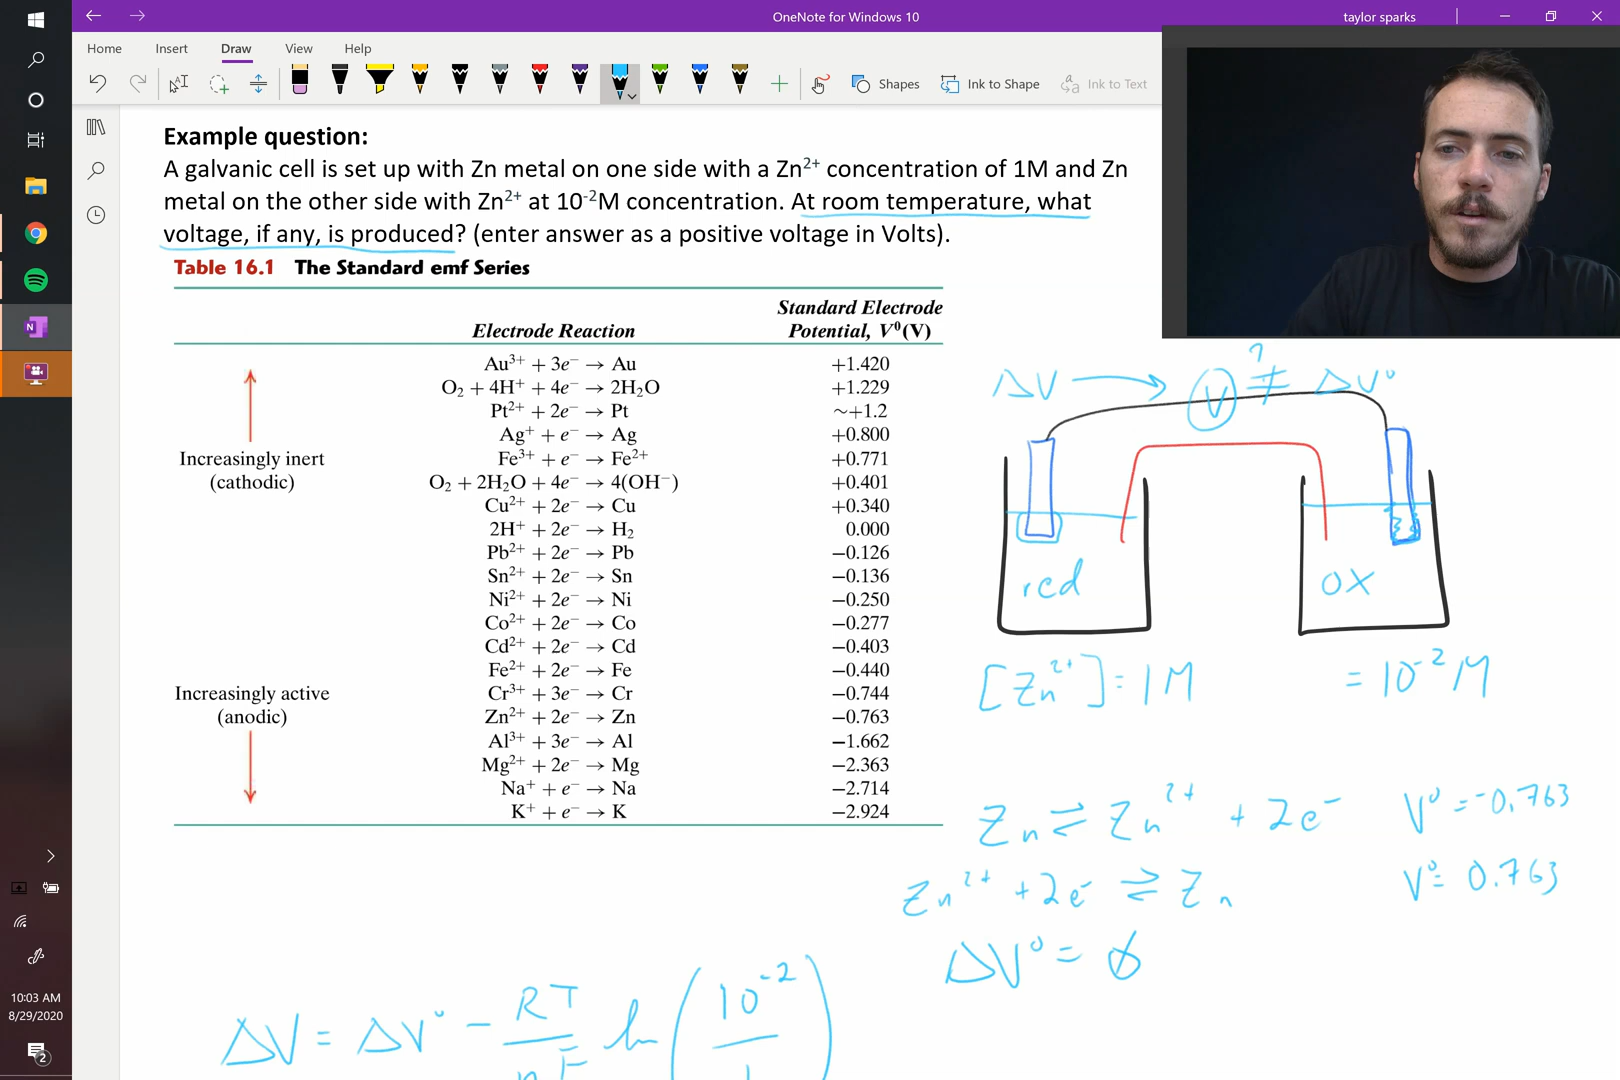 OneNote for Windows 10
taylor sparks
Home Insert Draw View Help
Shapes Ink to Shape Ink to Text
Example question:
A galvanic cell is set up with Zn metal on one side with a Zn²⁺ concentration of 1M and Zn
metal on the other side with Zn²⁺ at 10⁻²M concentration. At room temperature, what
voltage, if any, is produced? (enter answer as a positive voltage in Volts).
Table 16.1 The Standard emf Series
Standard Electrode
Electrode Reaction Potential, V⁰(V)
Au³⁺ + 3e⁻ → Au +1.420
O₂ + 4H⁺ + 4e⁻ → 2H₂O +1.229
Pt²⁺ + 2e⁻ → Pt ~+1.2
Ag⁺ + e⁻ → Ag +0.800
Increasingly inert Fe³⁺ + e⁻ → Fe²⁺ +0.771
(cathodic) O₂ + 2H₂O + 4e⁻ → 4(OH⁻) +0.401
Cu²⁺ + 2e⁻ → Cu +0.340
2H⁺ + 2e⁻ → H₂ 0.000
Pb²⁺ + 2e⁻ → Pb −0.126
Sn²⁺ + 2e⁻ → Sn −0.136
Ni²⁺ + 2e⁻ → Ni −0.250
Co²⁺ + 2e⁻ → Co −0.277
Cd²⁺ + 2e⁻ → Cd −0.403
Fe²⁺ + 2e⁻ → Fe −0.440
Increasingly active Cr³⁺ + 3e⁻ → Cr −0.744
(anodic) Zn²⁺ + 2e⁻ → Zn −0.763
Al³⁺ + 3e⁻ → Al −1.662
Mg²⁺ + 2e⁻ → Mg −2.363
Na⁺ + e⁻ → Na −2.714
K⁺ + e⁻ → K −2.924
?
ΔV → V ≠ ΔV⁰
red ox
[Zn²⁺] = 1M = 10⁻²M
Zn ⇌ Zn²⁺ + 2e⁻ V⁰ = -0.763
Zn²⁺ + 2e⁻ ⇌ Zn V⁰ = 0.763
ΔV⁰ = 0
ΔV = ΔV⁰ − RT/nF ln(10⁻²/1)
10:03 AM
8/29/2020
2